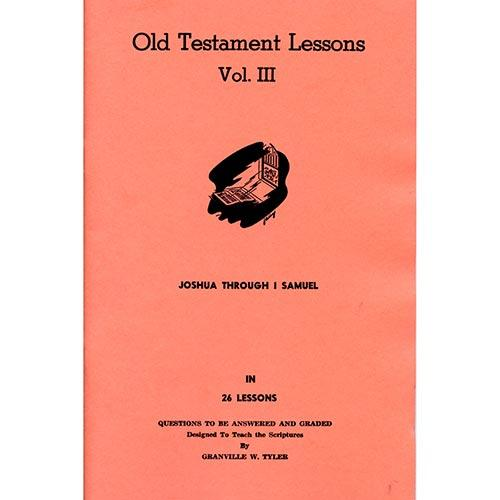 Old Testament Lessons
Vol. III
JOSHUA THROUGH I SAMUEL
IN
26 LESSONS
QUESTIONS TO BE ANSWERED AND GRADED
Designed To Teach the Scriptures
By
GRANVILLE W. TYLER